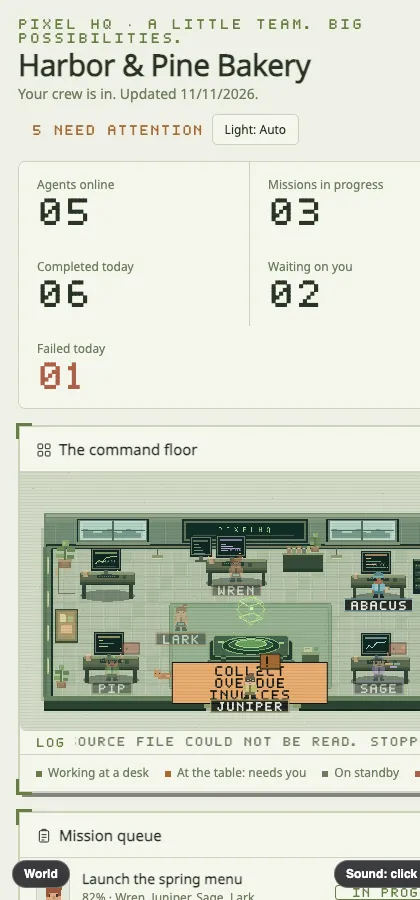 PIXEL HQ · A LITTLE TEAM. BIG
POSSIBILITIES.
Harbor & Pine Bakery
Your crew is in. Updated 11/11/2026.
5 NEED ATTENTION
Light: Auto
Agents online
05
Missions in progress
03
Completed today
06
Waiting on you
02
Failed today
01
The command floor
PIXELHQ
WREN
ABACUS
LARK
PIP
COLLECT
OVERDUE
INVOICES
SAGE
JUNIPER
LOG
OURCE FILE COULD NOT BE READ. STOPP
Working at a desk
At the table: needs you
On standby
Mission queue
World
Launch the spring menu
Sound: click
82% · Wren, Juniper, Sage, Lark
IN PROG